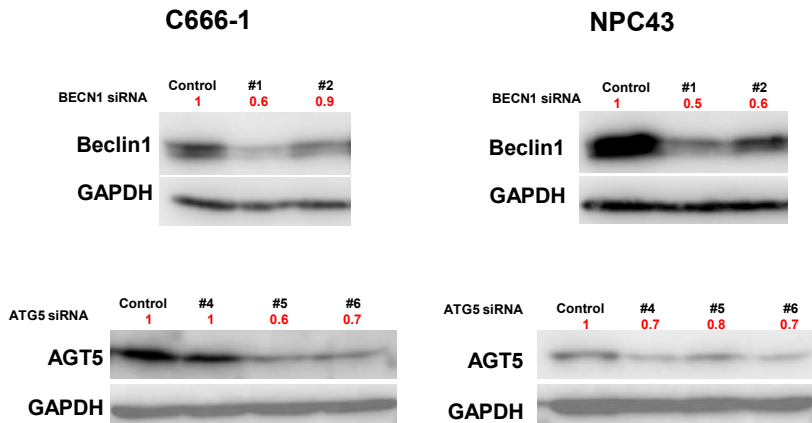 C666-1
NPC43
Control #1 #2
BECN1 siRNA 1 0.6 0.9
Beclin1
GAPDH
Control #1 #2
BECN1 siRNA 1 0.5 0.6
Beclin1
GAPDH
Control #4 #5 #6
ATG5 siRNA 1 1 0.6 0.7
AGT5
GAPDH
Control #4 #5 #6
ATG5 siRNA 1 0.7 0.8 0.7
AGT5
GAPDH